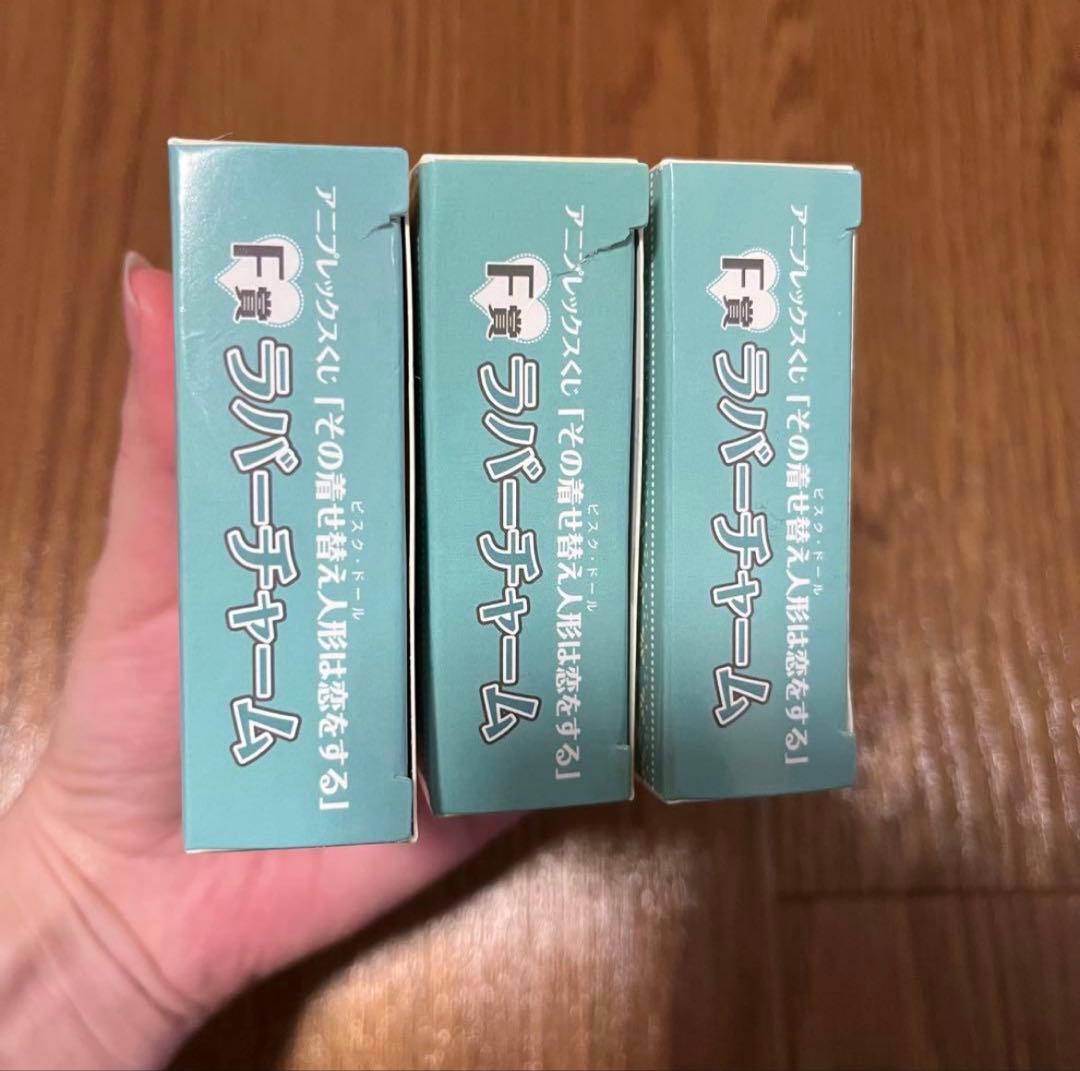 アニプレックスくじ「その着せ替え人形は恋をする」
ビスク・ドール
F賞
ラバーチャーム
アニプレックスくじ「その着せ替え人形は恋をする」
ビスク・ドール
F賞
ラバーチャーム
アニプレックスくじ「その着せ替え人形は恋をする」
ビスク・ドール
F賞
ラバーチャーム